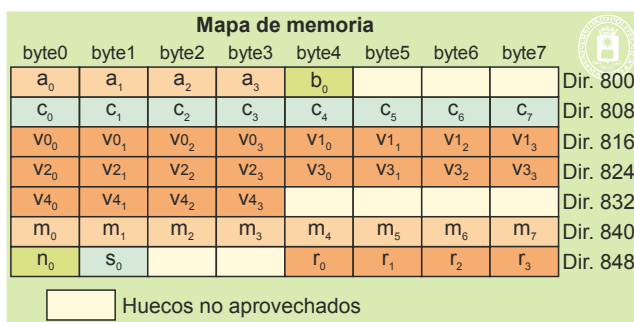 Mapa de memoria
byte0 byte1 byte2 byte3 byte4 byte5 byte6 byte7
a₀ a₁ a₂ a₃ b₀ Dir. 800
c₀ c₁ c₂ c₃ c₄ c₅ c₆ c₇ Dir. 808
v0₀ v0₁ v0₂ v0₃ v1₀ v1₁ v1₂ v1₃ Dir. 816
v2₀ v2₁ v2₂ v2₃ v3₀ v3₁ v3₂ v3₃ Dir. 824
v4₀ v4₁ v4₂ v4₃ Dir. 832
m₀ m₁ m₂ m₃ m₄ m₅ m₆ m₇ Dir. 840
n₀ s₀ r₀ r₁ r₂ r₃ Dir. 848
Huecos no aprovechados